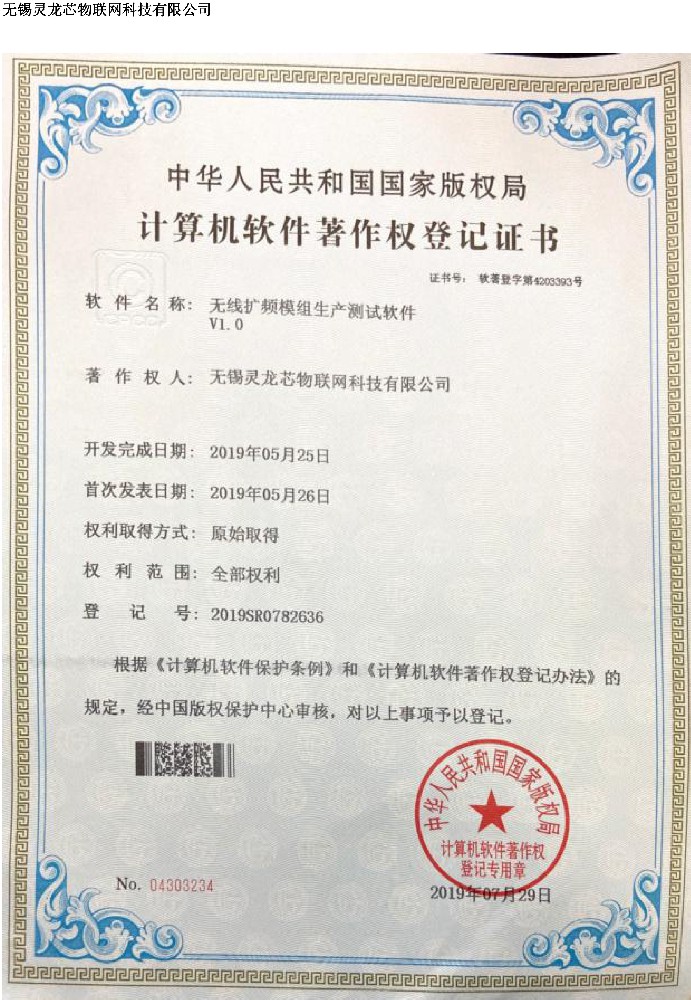 无锡灵龙芯物联网科技有限公司
中华人民共和国国家版权局
计算机软件著作权登记证书
证书号： 软著登字第4203393号
软件名称： 无线扩频模组生产测试软件
V1.0
著作权人： 无锡灵龙芯物联网科技有限公司
开发完成日期： 2019年05月25日
首次发表日期： 2019年05月26日
权利取得方式： 原始取得
权利范围： 全部权利
登记号： 2019SR0782636
根据《计算机软件保护条例》和《计算机软件著作权登记办法》的
规定，经中国版权保护中心审核，对以上事项予以登记。
中华人民共和国国家版权局
计算机软件著作权
登记专用章
No. 04303234
2019年07月29日